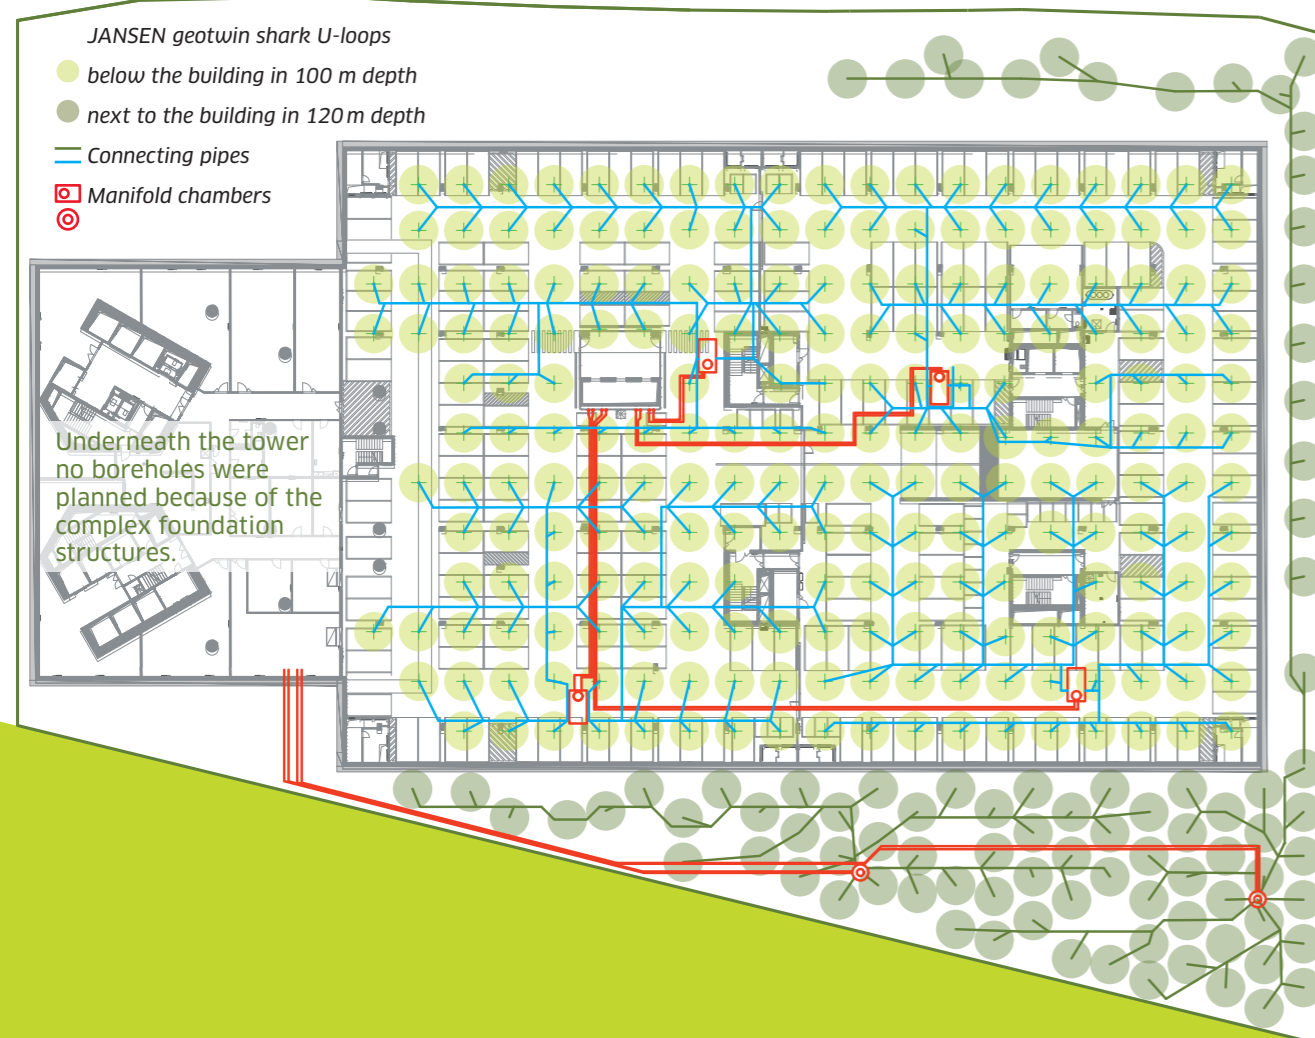 JANSEN geotwin shark U-loops
below the building in 100 m depth
next to the building in 120 m depth
Connecting pipes
Manifold chambers
Underneath the tower
no boreholes were
planned because of the
complex foundation
structures.